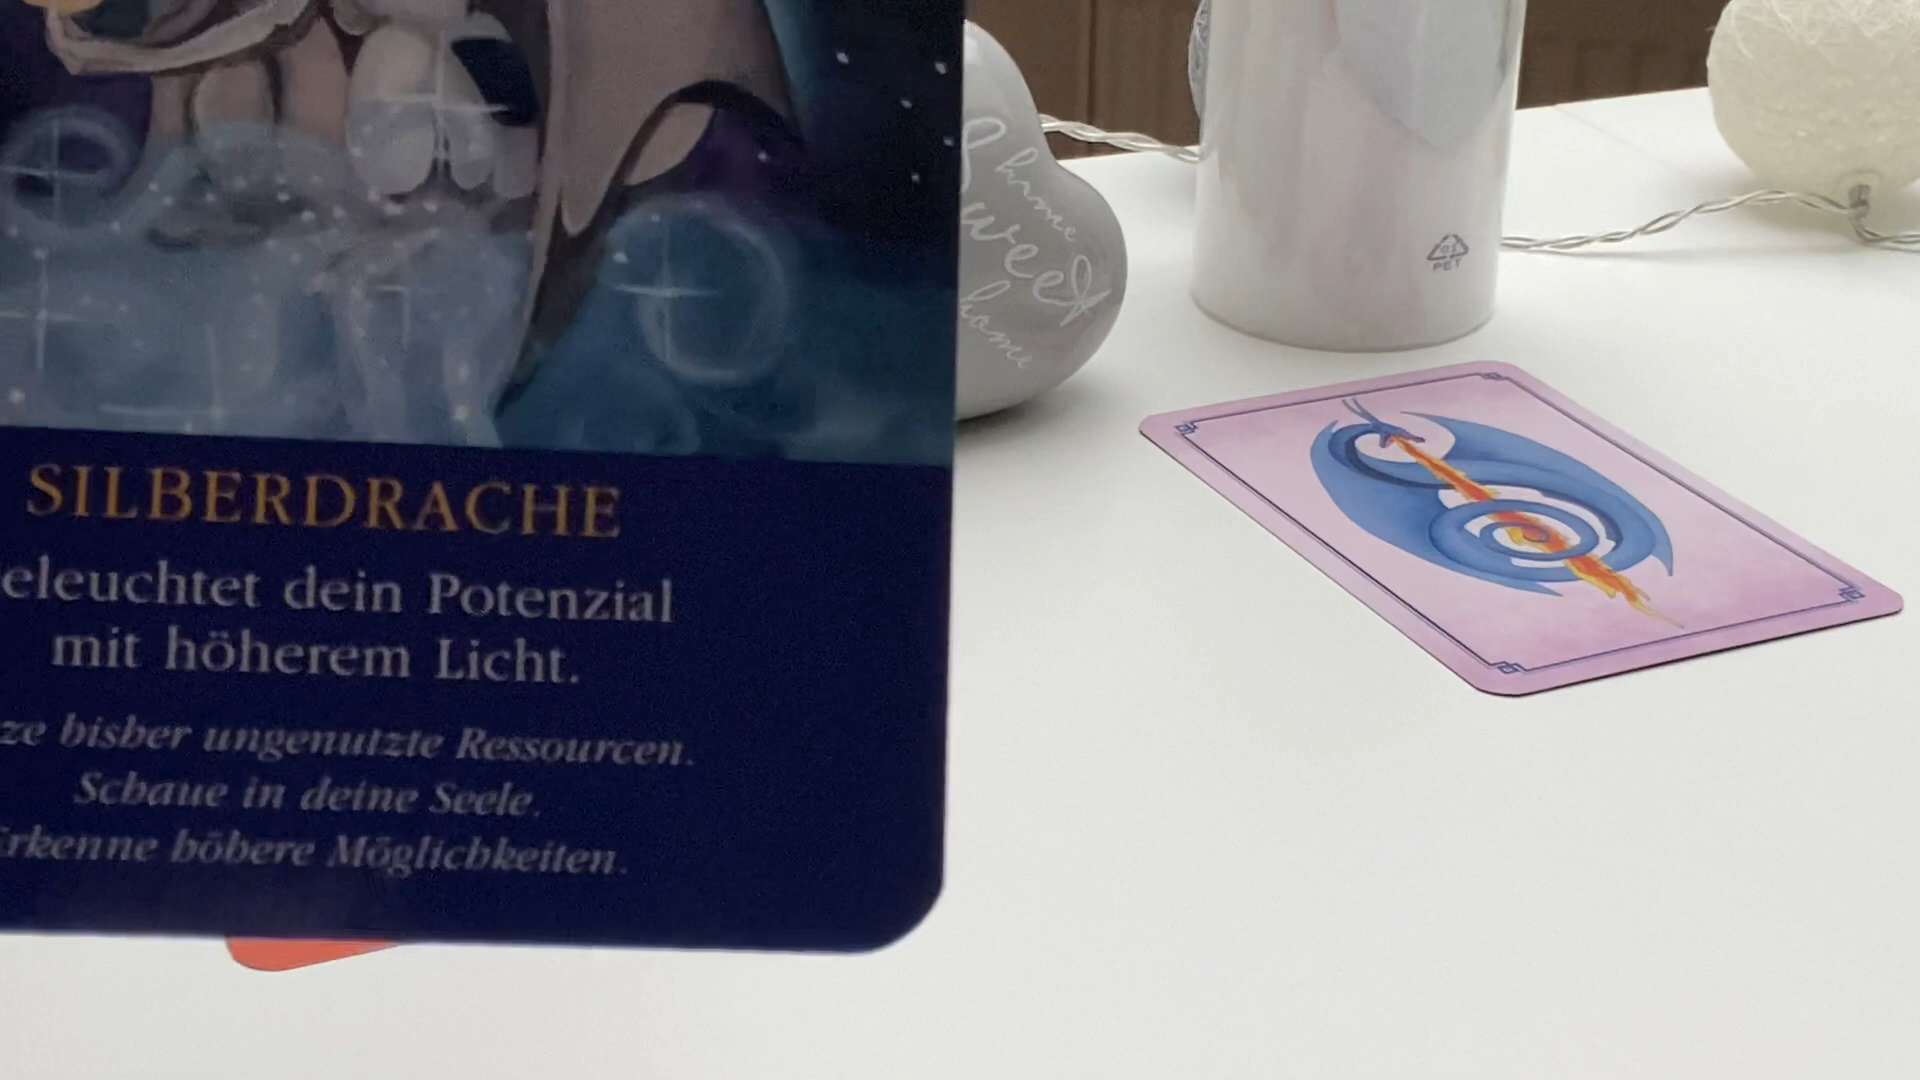 SILBERDRACHE
eleuchtet dein Potenzial
mit höherem Licht.
ze bisher ungenutzte Ressourcen.
Schaue in deine Seele.
Erkenne höhere Möglichkeiten.
home
Sweet
home
01
PET